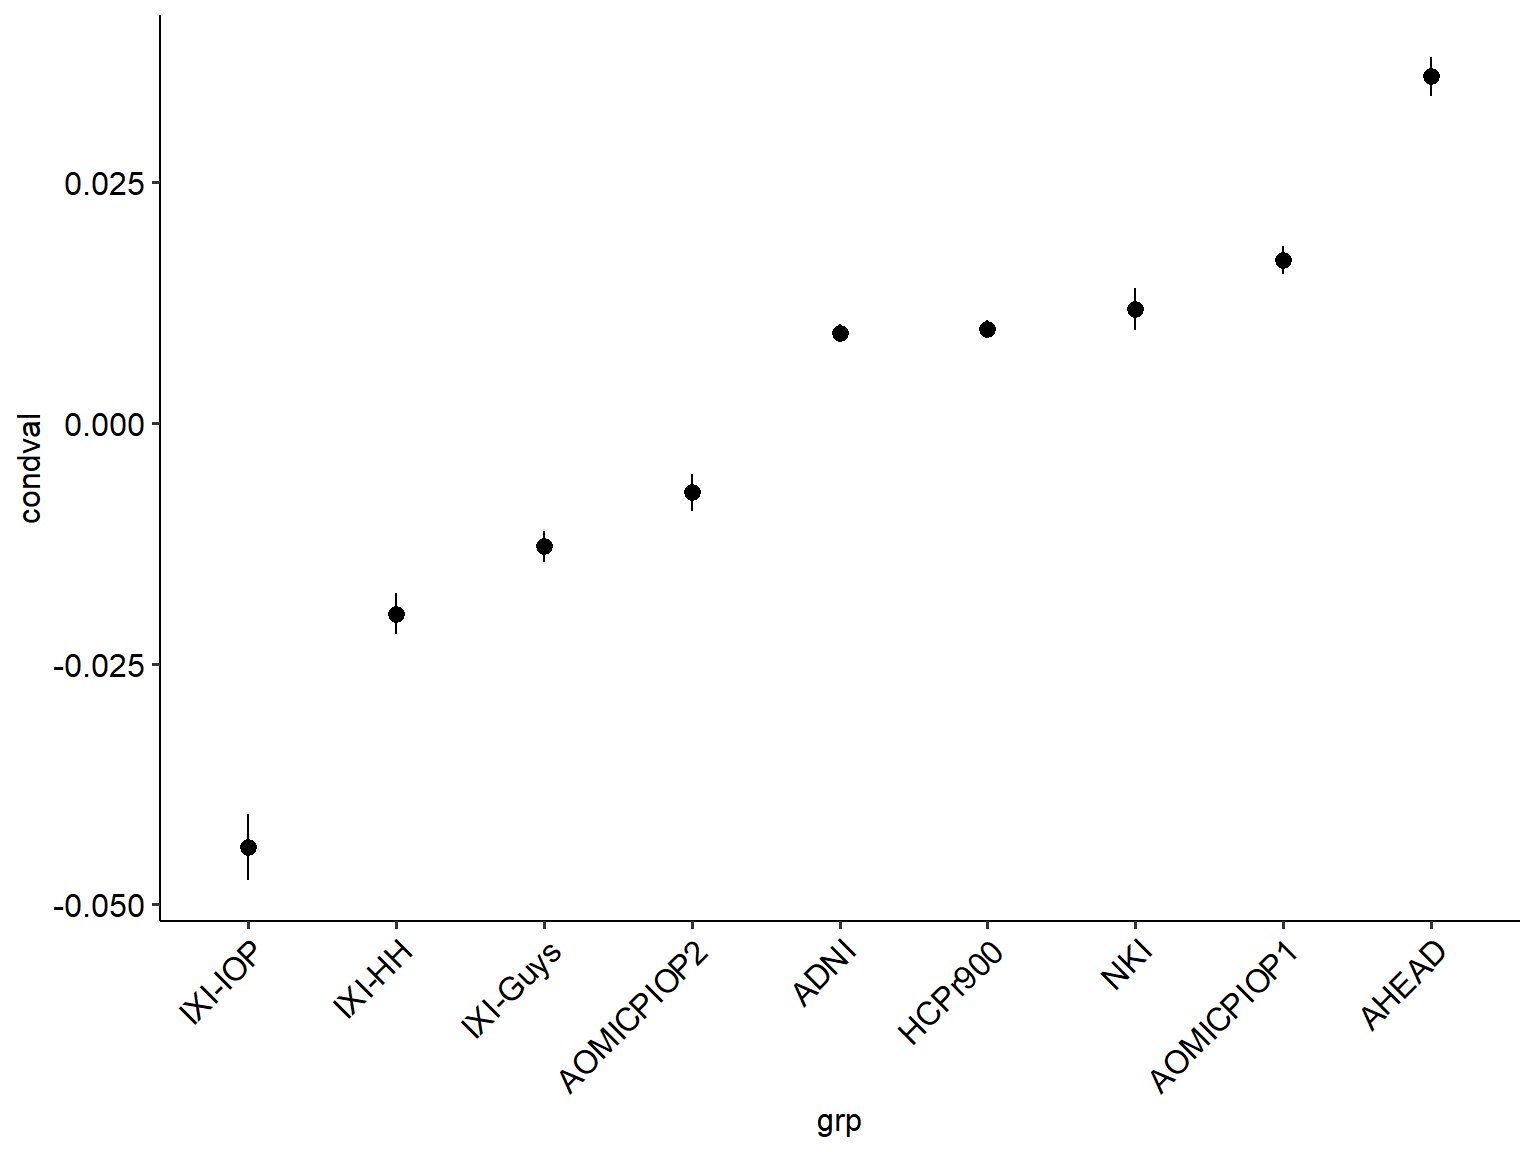 0.025
0.000
-0.025
-0.050
condval
IXI-IOP
IXI-HH
IXI-Guys
AOMICPIOP2
ADNI
HCPr900
NKI
AOMICPIOP1
AHEAD
grp